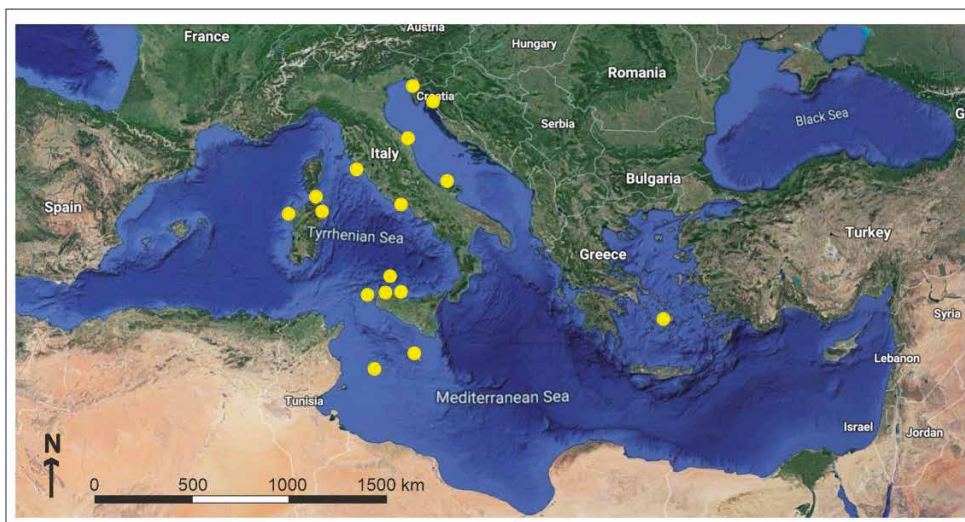 France
Austria
Hungary
Romania
Croatia
Serbia
Black Sea
G
Italy
Bulgaria
Spain
Tyrrhenian Sea
Greece
Turkey
Syria
Lebanon
Tunisia
Mediterranean Sea
Israel
Jordan
N
0 500 1000 1500 km